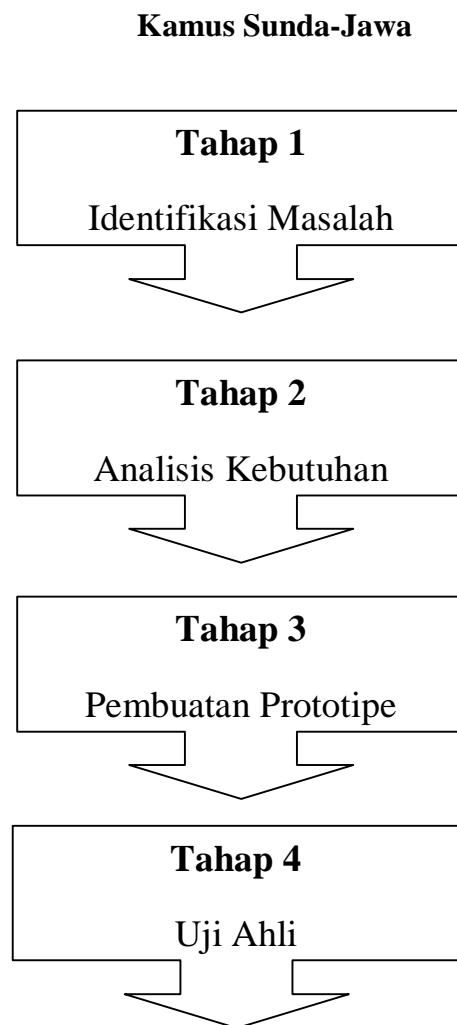 Kamus Sunda-Jawa
Tahap 1
Identifikasi Masalah
Tahap 2
Analisis Kebutuhan
Tahap 3
Pembuatan Prototipe
Tahap 4
Uji Ahli